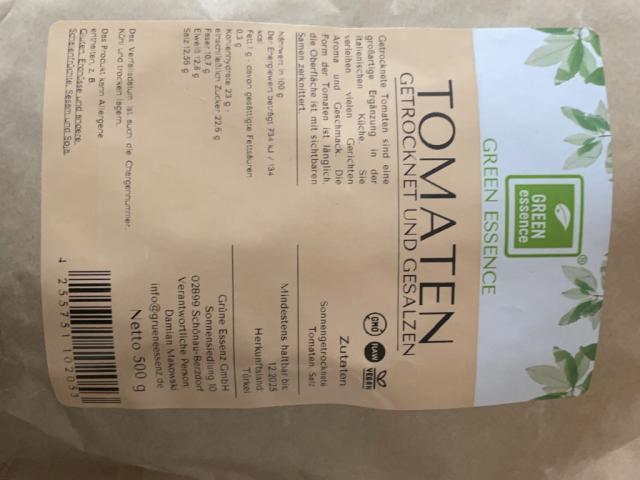 GREEN
essence
®
GREEN ESSENCE
TOMATEN
GETROCKNET UND GESALZEN
Getrocknete Tomaten sind eine
großartige Ergänzung in der
italienischen Küche. Sie
verleihen vielen Gerichten
Aroma und Geschmack. Die
Form der Tomaten ist länglich,
die Oberfläche ist mit sichtbaren
Samen zerknittert.
Nährwert in 100 g
Der Energiewert beträgt 734 kJ / 134
kcal
Fett 1 g - davon gesättigte Fettsäuren
0,3 g
Kohlenhydrate 23 g -
einschließlich Zucker 22,6 g
Faser 10,7 g
Eiweiß 12,8 g
Salz 12,56 g
Das Verfallsdatum ist auch die Chargennummer.
Kühl und trocken lagern.
Das Produkt kann Allergene
enthalten, z. B.
Gluten, Erdnüsse und andere
Schalenfrüchte, Sesam und Soja.
GMO
VEGAN
Zutaten
Sonnengetrocknete
Tomaten, Salz
Mindestens haltbar bis:
12.2025
Herkunftsland:
Türkei
Grüne Essenz GmbH
Sonnensiedlung 10
02899 Schönau-Berzdorf
Verantwortliche Person:
Damian Makowski
info@grueneessenz.de
Netto 500 g
4 255751 102053